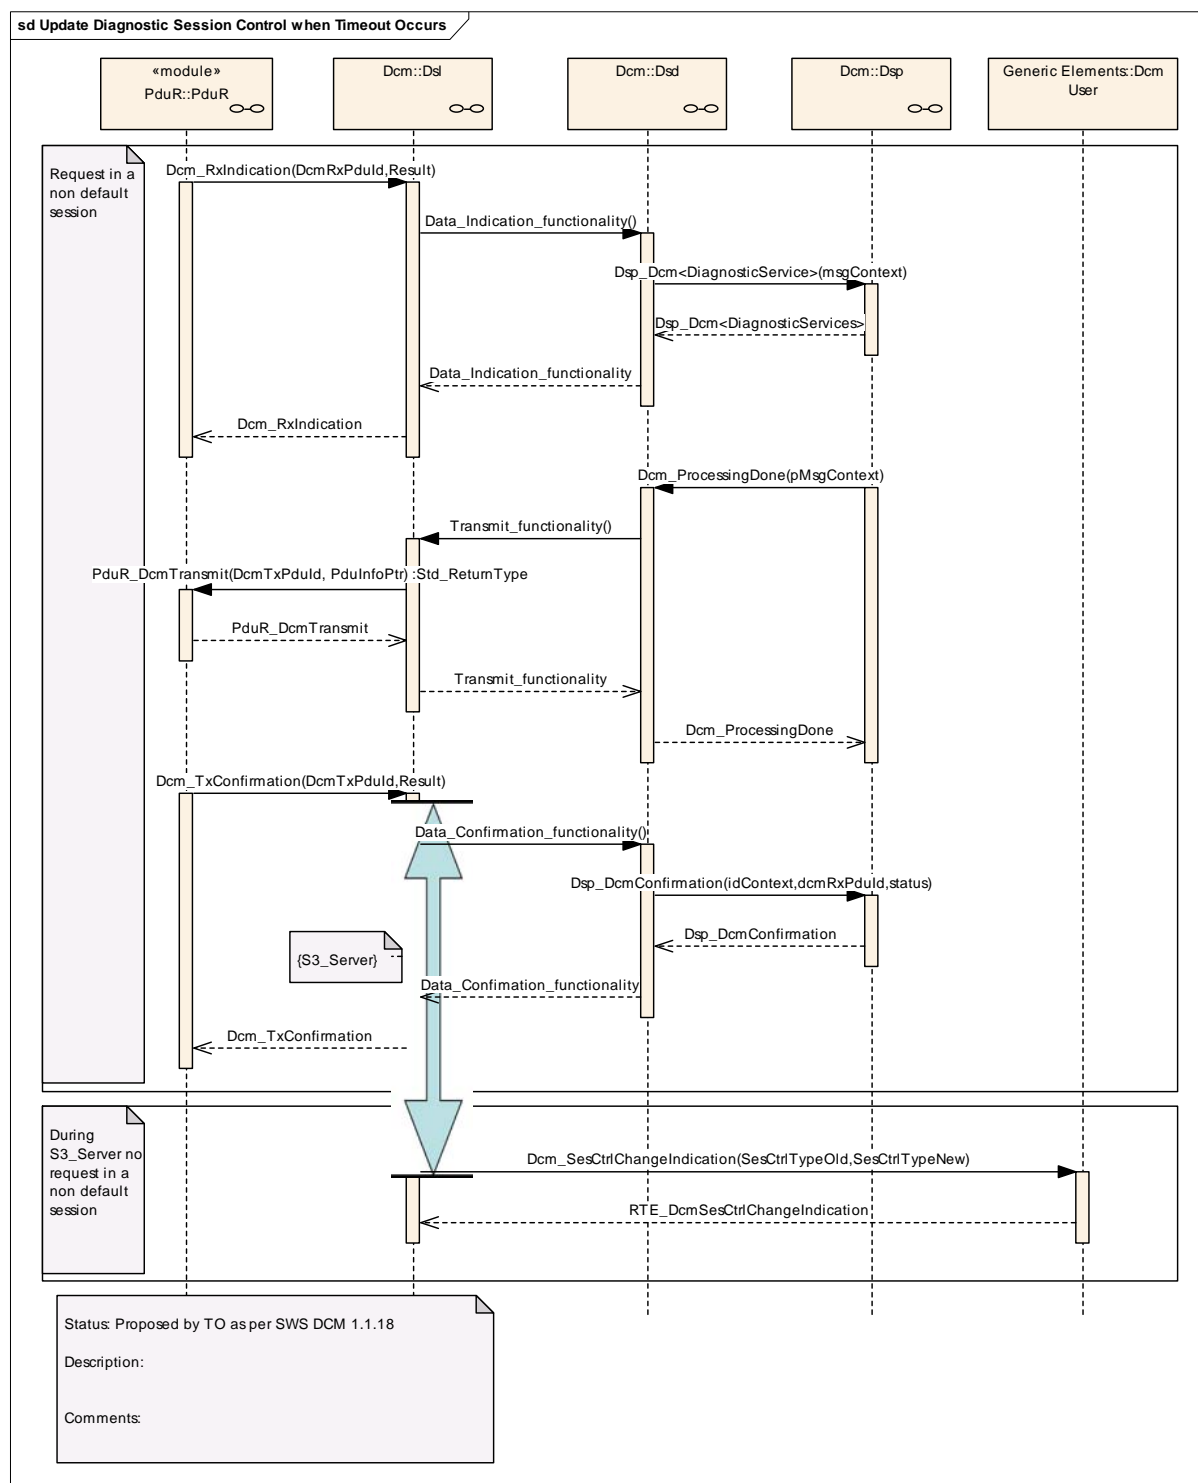 sd Update Diagnostic Session Control when Timeout Occurs
«module»
PduR::PduR
Dcm::Dsl
Dcm::Dsd
Dcm::Dsp
Generic Elements::Dcm
User
Request in a
non default
session
Dcm_RxIndication(DcmRxPduId,Result)
Data_Indication_functionality()
Dsp_Dcm<DiagnosticService>(msgContext)
Dsp_Dcm<DiagnosticServices>
Data_Indication_functionality
Dcm_RxIndication
Dcm_ProcessingDone(pMsgContext)
Transmit_functionality()
PduR_DcmTransmit(DcmTxPduId, PduInfoPtr) :Std_ReturnType
PduR_DcmTransmit
Transmit_functionality
Dcm_ProcessingDone
Dcm_TxConfirmation(DcmTxPduId,Result)
Data_Confirmation_functionality()
Dsp_DcmConfirmation(idContext,dcmRxPduId,status)
Dsp_DcmConfirmation
{S3_Server}
Data_Confimation_functionality
Dcm_TxConfirmation
During
S3_Server no
request in a
non default
session
Dcm_SesCtrlChangeIndication(SesCtrlTypeOld,SesCtrlTypeNew)
RTE_DcmSesCtrlChangeIndication
Status: Proposed by TO as per SWS DCM 1.1.18
Description:
Comments: